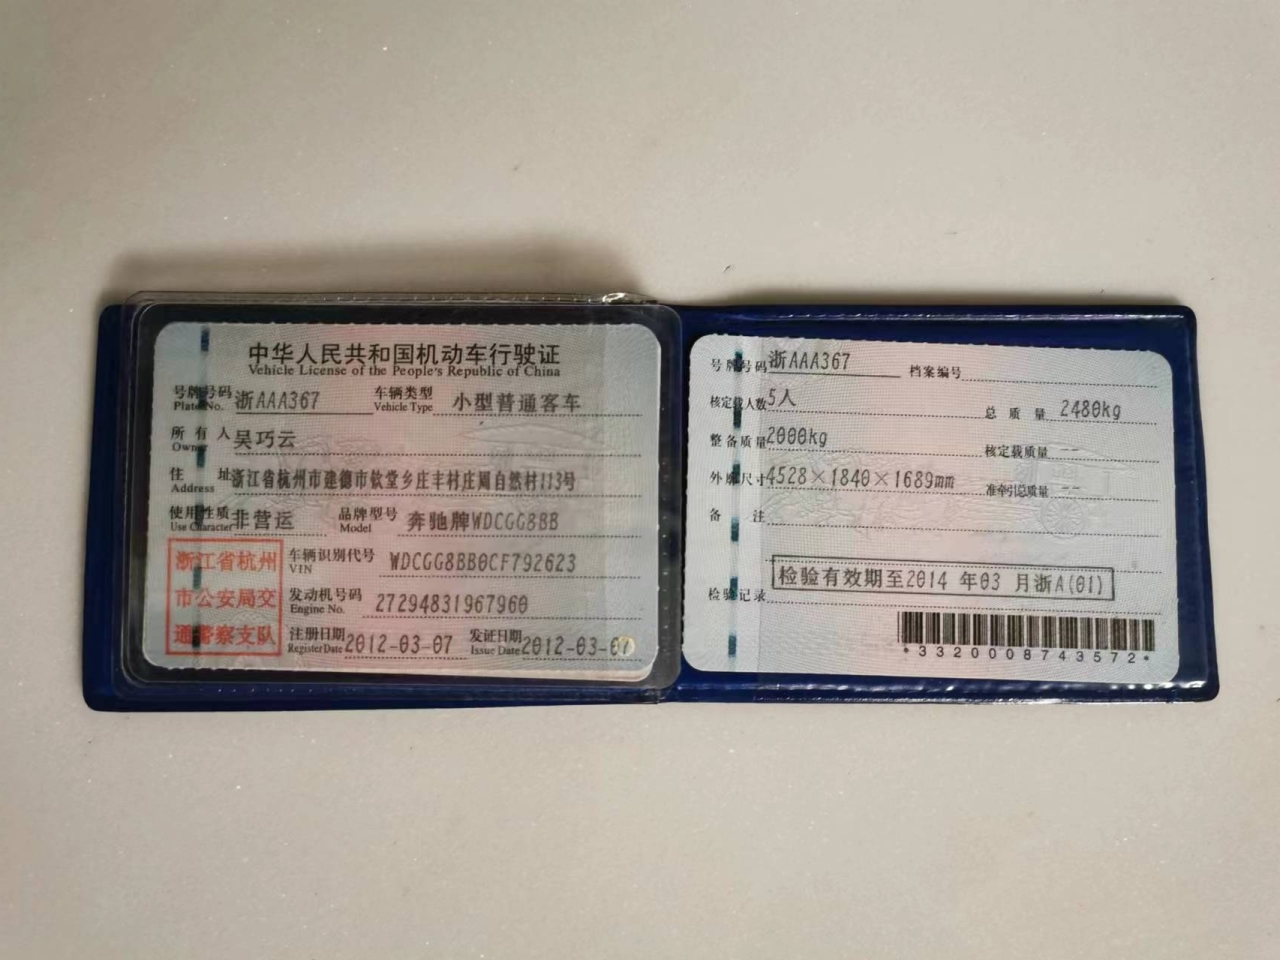 中华人民共和国机动车行驶证
Vehicle License of the People's Republic of China
号牌号码 浙AAA367 车辆类型 小型普通客车
Plate No. Vehicle Type
所有人 吴巧云
Owner
住址 浙江省杭州市建德市钦堂乡庄丰村庄周自然村113号
Address
使用性质 非营运 品牌型号 奔驰牌WDCGG8BB
Use Character Model
浙江省杭州
市公安局交
通警察支队
车辆识别代号 WDCGG8BB0CF792623
VIN
发动机号码 27294831967960
Engine No.
注册日期 2012-03-07 发证日期 2012-03-07
Register Date Issue Date
号牌号码 浙AAA367 档案编号
核定载人数 5人 总质量 2480kg
整备质量 2000kg 核定载质量 --
外廓尺寸 4528×1840×1689mm 准牵引总质量 --
备注
检验有效期至2014 年03 月浙A(01)
检验记录
*3320008743572*